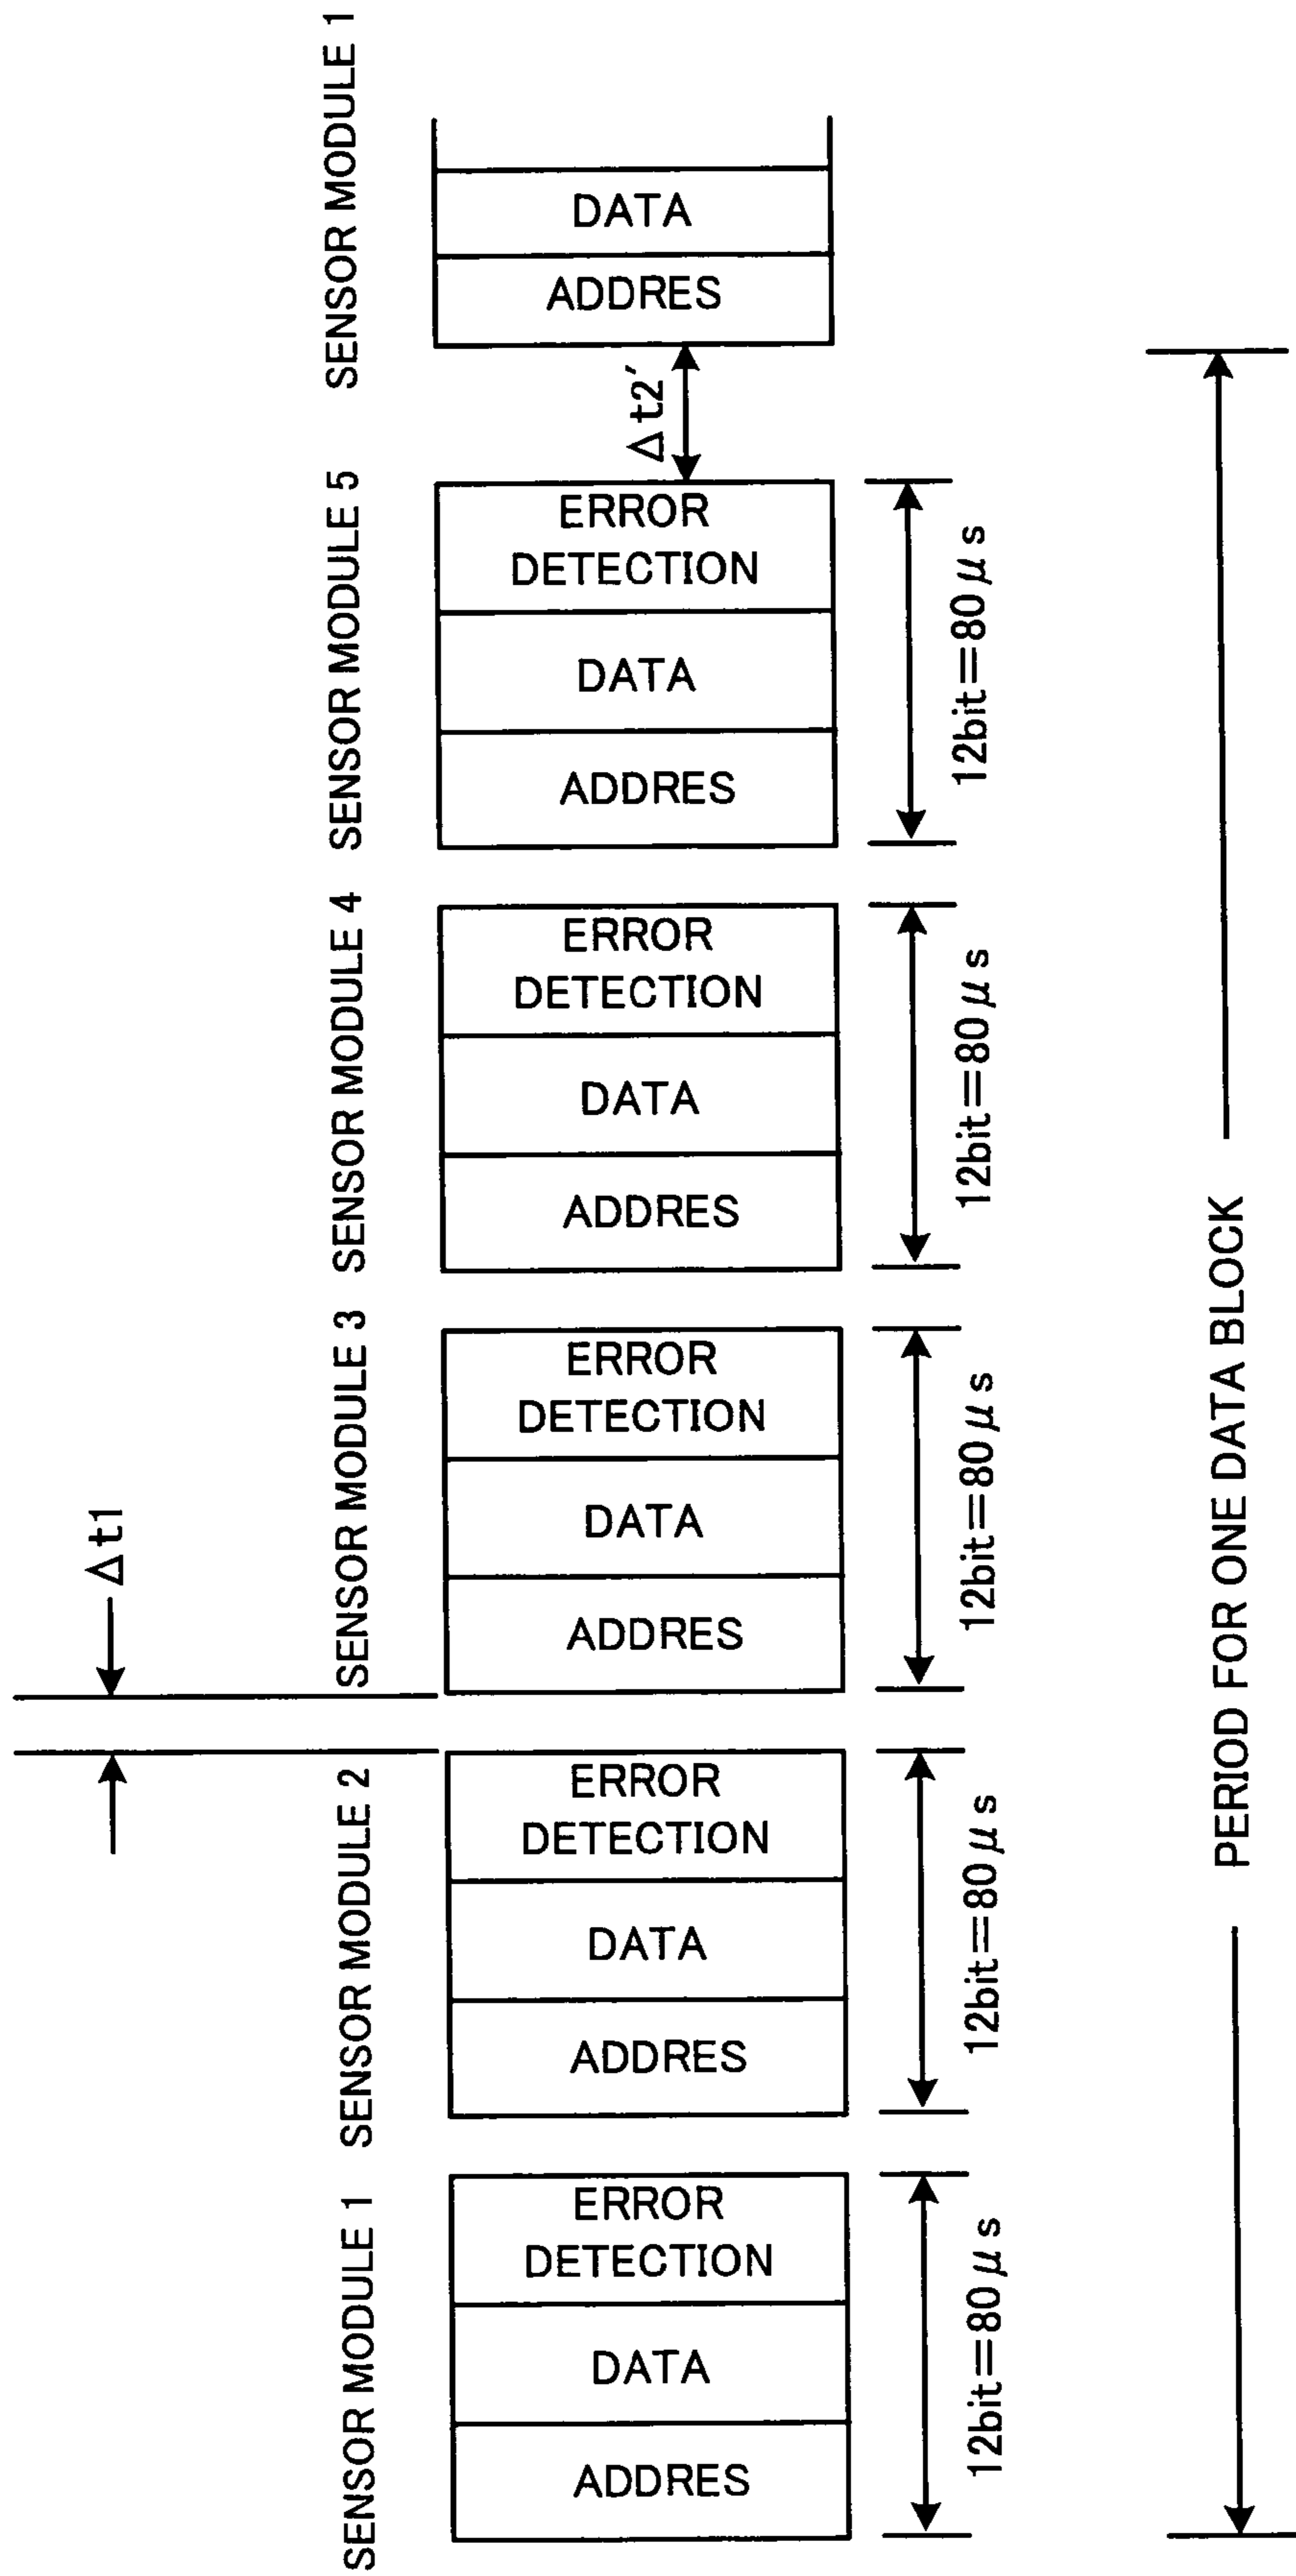 Δt1
SENSOR MODULE 1
SENSOR MODULE 2
SENSOR MODULE 3
SENSOR MODULE 4
SENSOR MODULE 5
SENSOR MODULE 1
ADDRES
DATA
ERROR
DETECTION
ADDRES
DATA
ERROR
DETECTION
ADDRES
DATA
ERROR
DETECTION
ADDRES
DATA
ERROR
DETECTION
ADDRES
DATA
ERROR
DETECTION
Δt2′
ADDRES
DATA
12bit=80μs
12bit=80μs
12bit=80μs
12bit=80μs
12bit=80μs
PERIOD FOR ONE DATA BLOCK